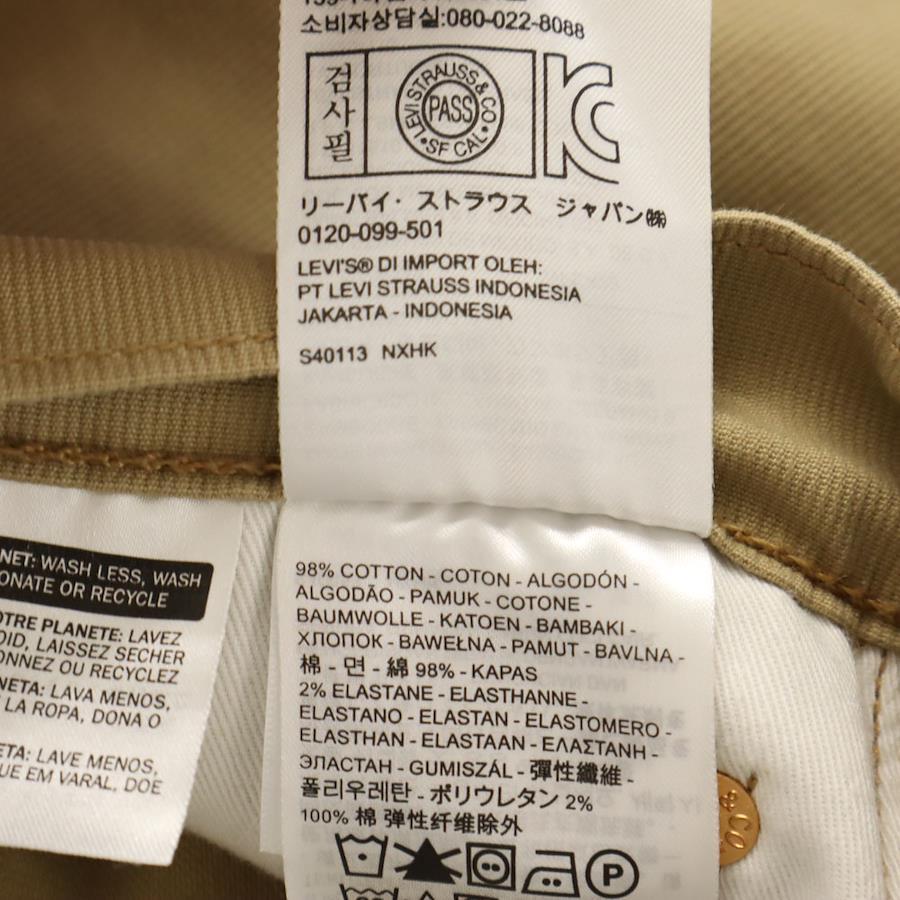 소비자상담실:080-022-8088
검사필
LEVI STRAUSS & CO
PASS
SF CAL
KC
リーバイ・ストラウス ジャパン㈱
0120-099-501
LEVI'S® DI IMPORT OLEH:
PT LEVI STRAUSS INDONESIA
JAKARTA - INDONESIA
S40113 NXHK
NET: WASH LESS, WASH
ONATE OR RECYCLE
OTRE PLANETE: LAVEZ
OID, LAISSEZ SECHER
ONNEZ OU RECYCLEZ
NETA: LAVA MENOS,
LA ROPA, DONA O
ETA: LAVE MENOS,
UE EM VARAL, DOE
98% COTTON - COTON - ALGODÓN -
ALGODÃO - PAMUK - COTONE -
BAUMWOLLE - KATOEN - BAMBAKI -
ХЛОПОК - BAWEŁNA - PAMUT - BAVLNA -
棉 - 면 - 綿 98% - KAPAS
2% ELASTANE - ELASTHANNE -
ELASTANO - ELASTAN - ELASTOMERO -
ELASTHAN - ELASTAAN - ΕΛΑΣΤΑΝΗ -
ЭЛАСТАН - GUMISZÁL - 彈性纖維 -
폴리우레탄 - ポリウレタン 2%
100% 棉 弹性纤维除外
P
& Co.